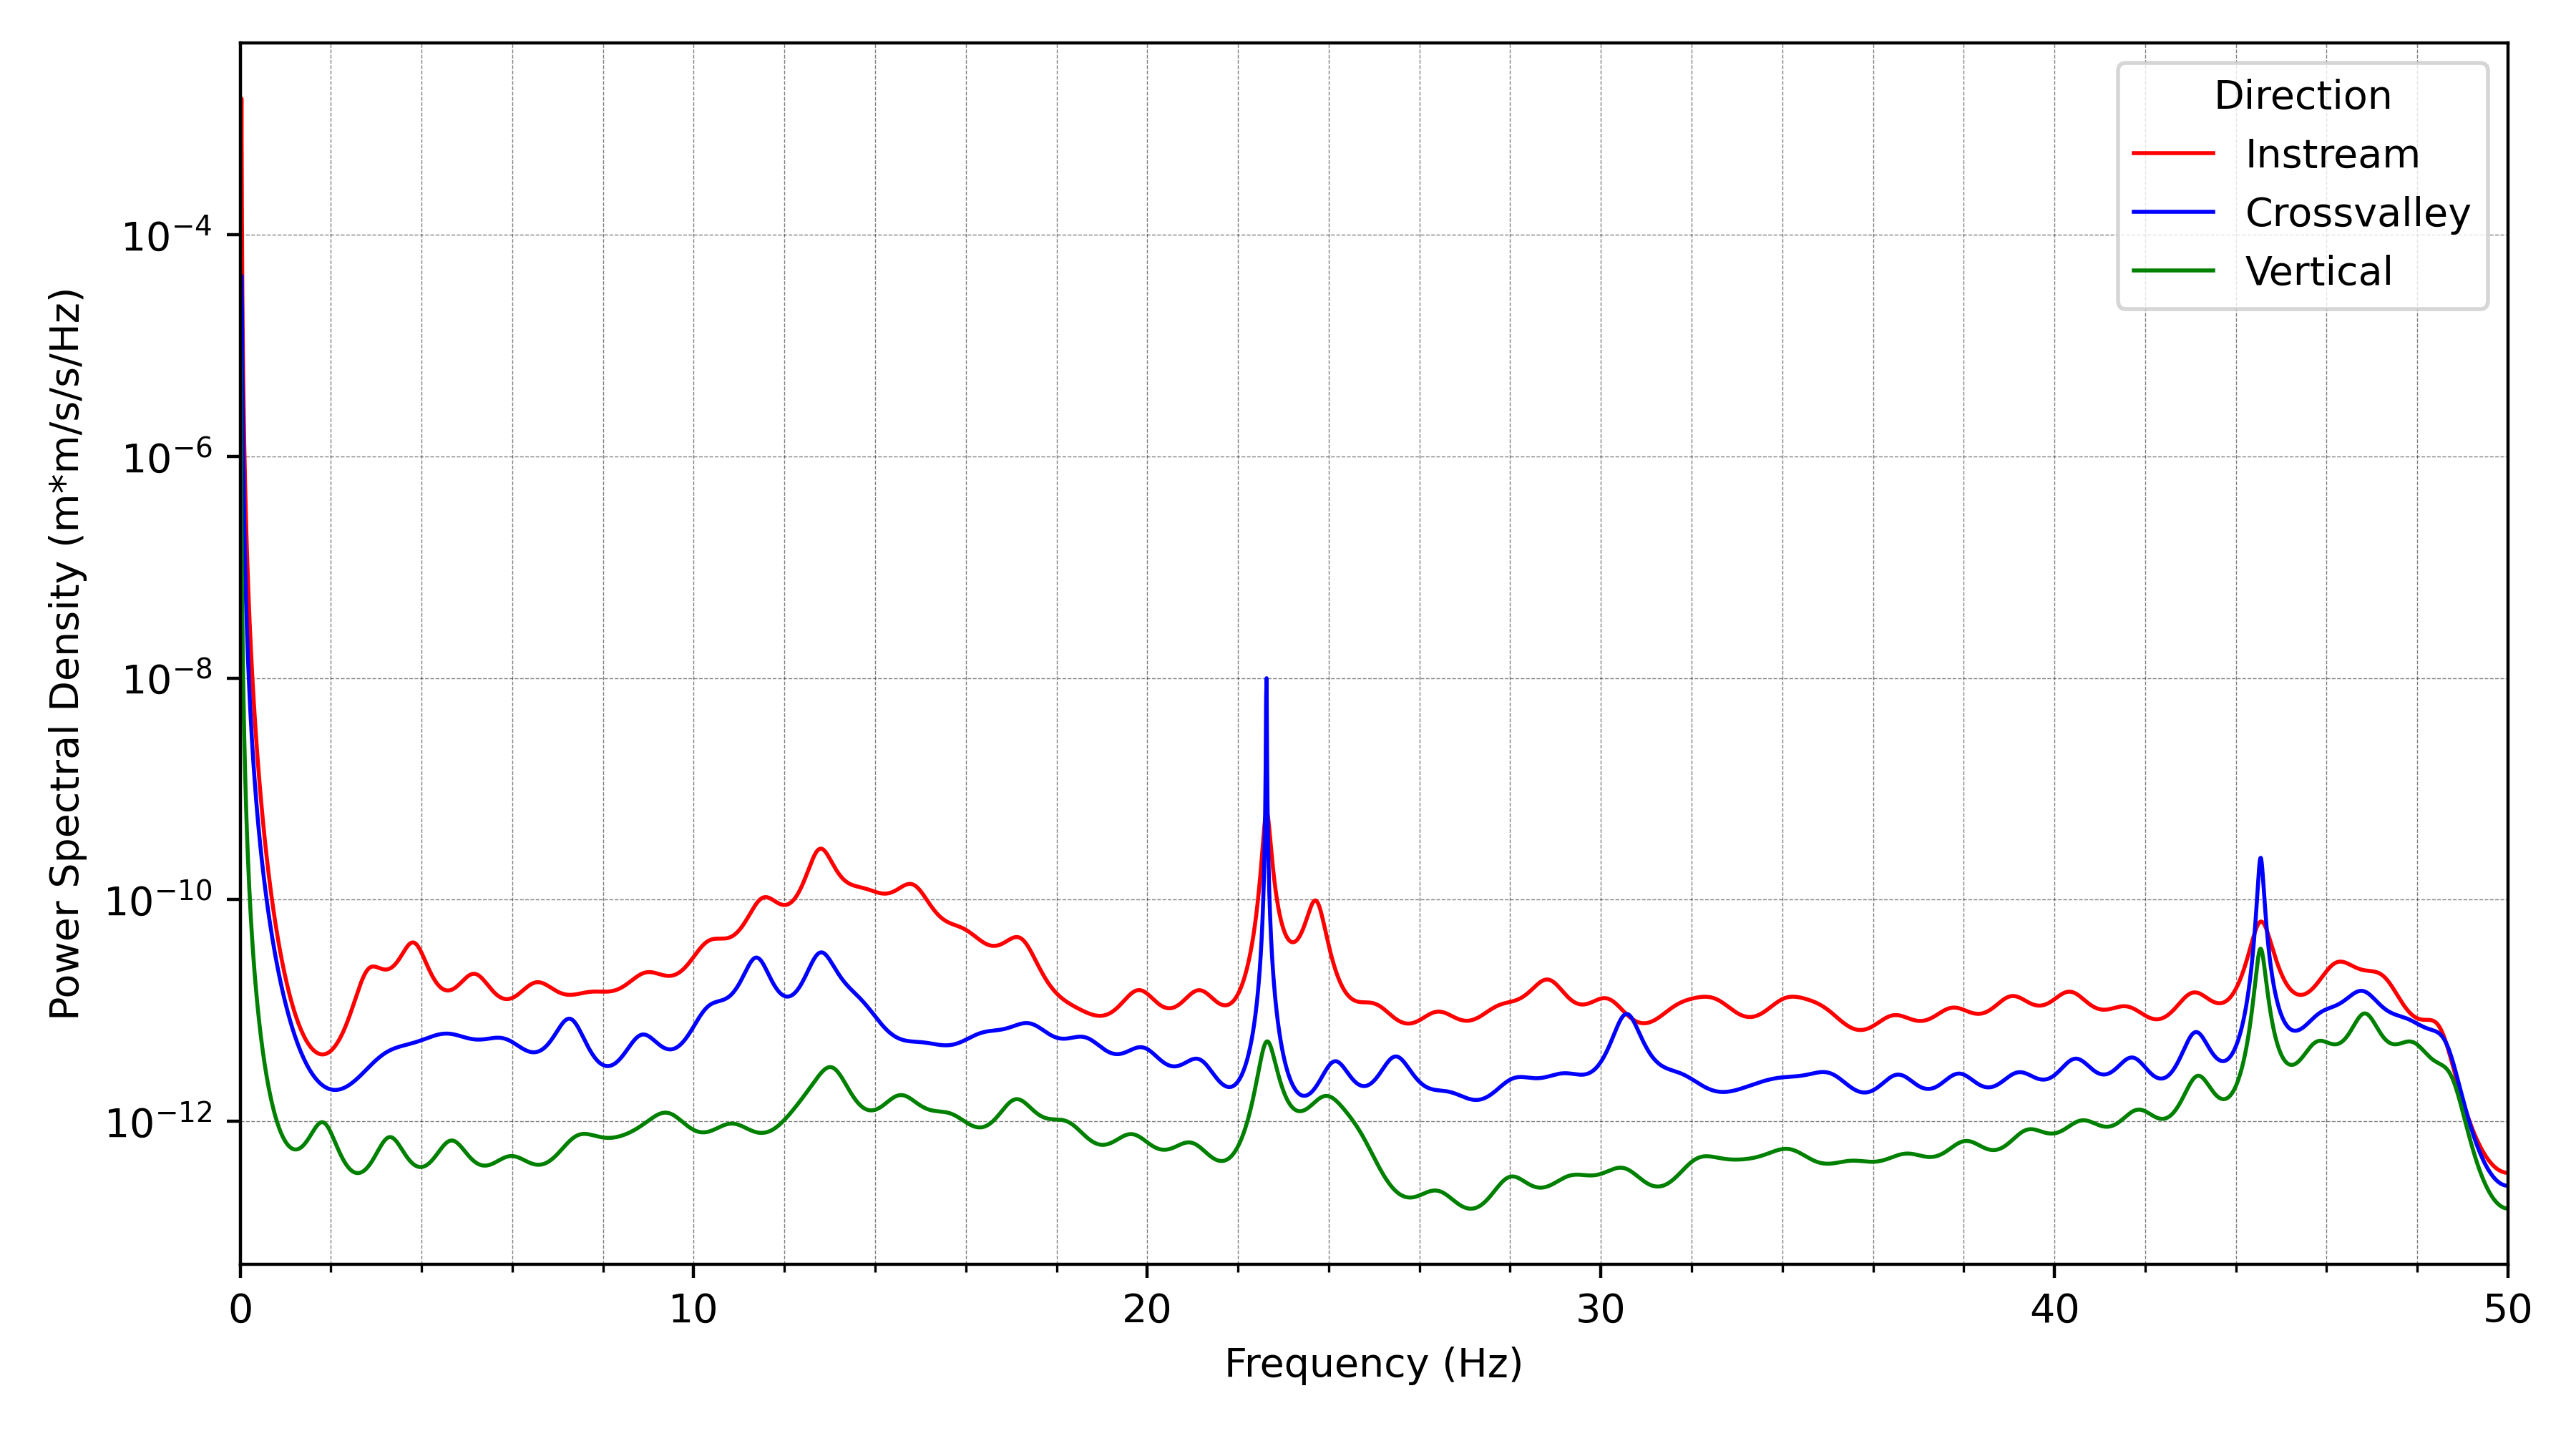 Power Spectral Density (m*m/s/s/Hz)
10⁻⁴
10⁻⁶
10⁻⁸
10⁻¹⁰
10⁻¹²
Direction
Instream
Crossvalley
Vertical
0 10 20 30 40 50
Frequency (Hz)